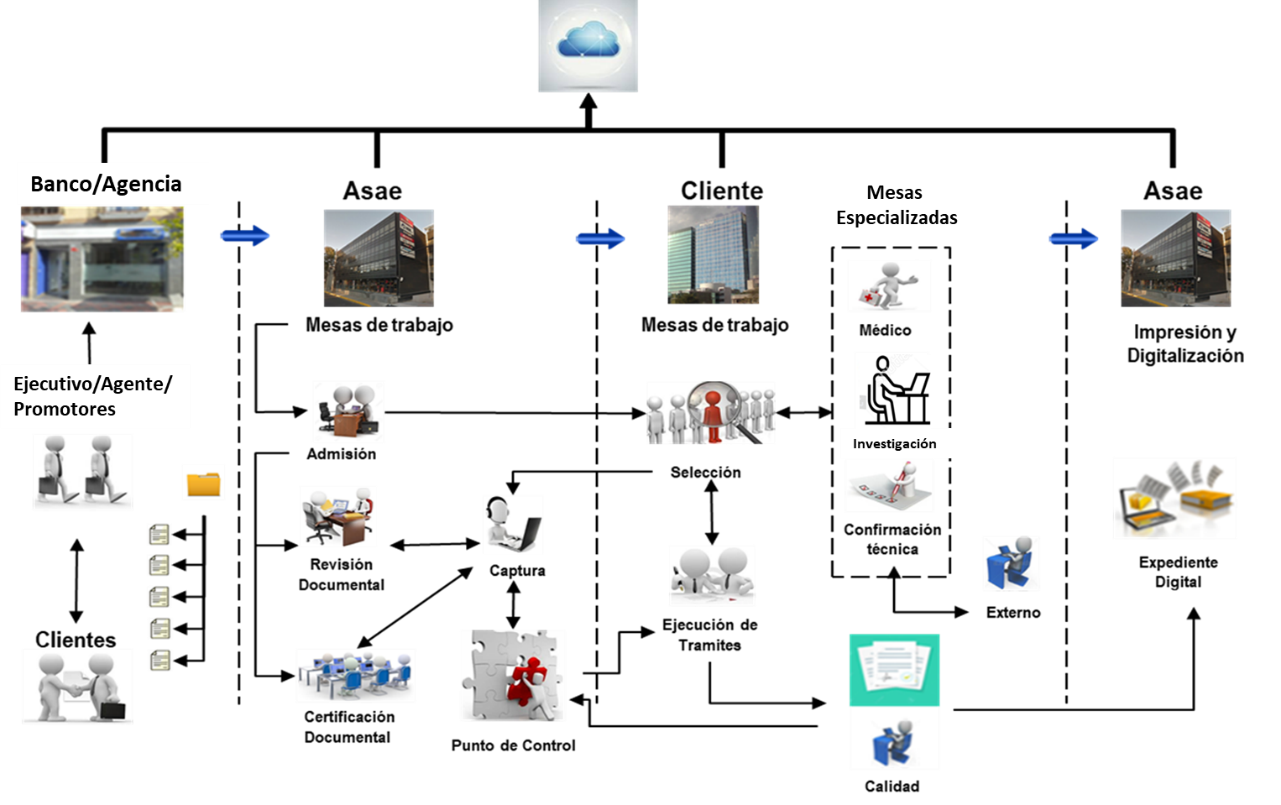 Banco/Agencia
Ejecutivo/Agente/
Promotores
Clientes
Asae
Mesas de trabajo
Admisión
Revisión
Documental
Certificación
Documental
Captura
Punto de Control
Cliente
Mesas de trabajo
Selección
Ejecución de
Tramites
Mesas
Especializadas
Médico
Investigación
Confirmación
técnica
Externo
Calidad
Asae
Impresión y
Digitalización
Expediente
Digital